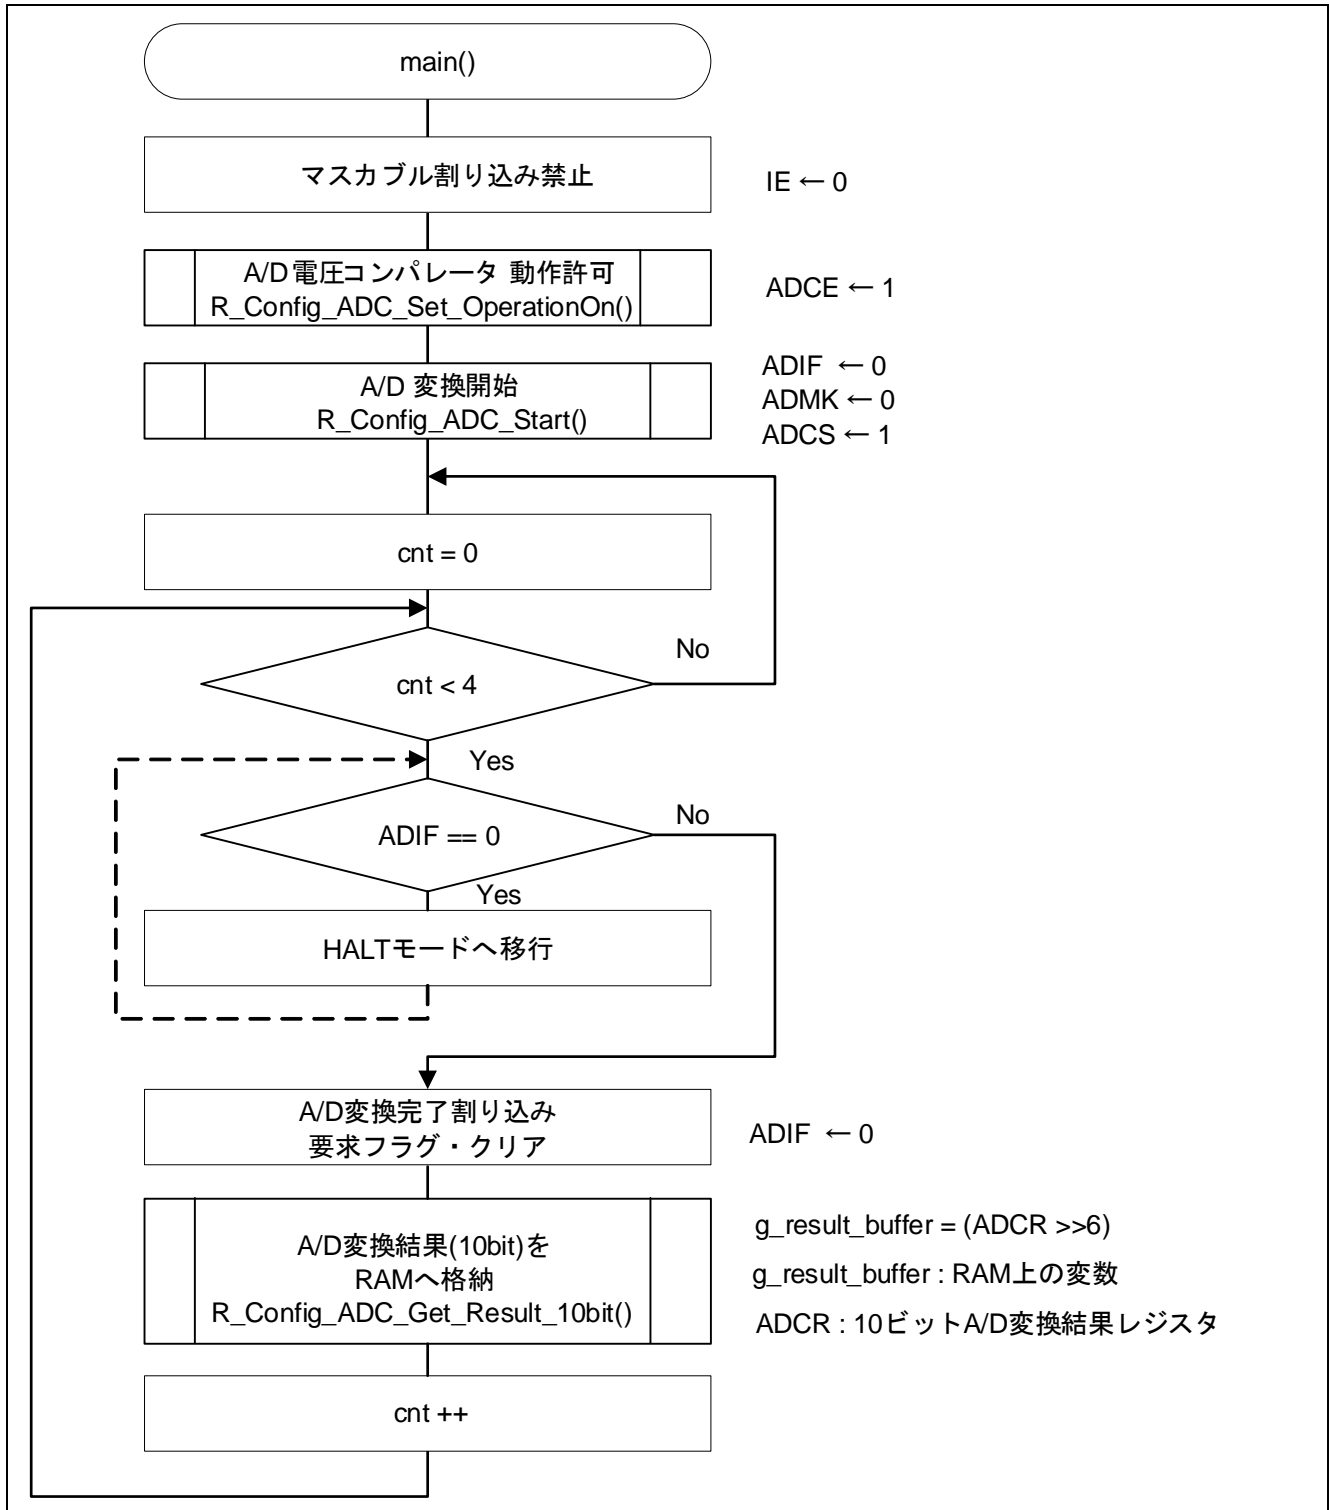 main()
マスカブル割り込み禁止
IE ← 0
A/D電圧コンパレータ 動作許可
R_Config_ADC_Set_OperationOn()
ADCE ← 1
A/D 変換開始
R_Config_ADC_Start()
ADIF ← 0
ADMK ← 0
ADCS ← 1
cnt = 0
cnt < 4
No
Yes
ADIF == 0
No
Yes
HALTモードへ移行
A/D変換完了割り込み
要求フラグ・クリア
ADIF ← 0
A/D変換結果(10bit)を
RAMへ格納
R_Config_ADC_Get_Result_10bit()
g_result_buffer = (ADCR >>6)
g_result_buffer : RAM上の変数
ADCR : 10ビットA/D変換結果レジスタ
cnt ++